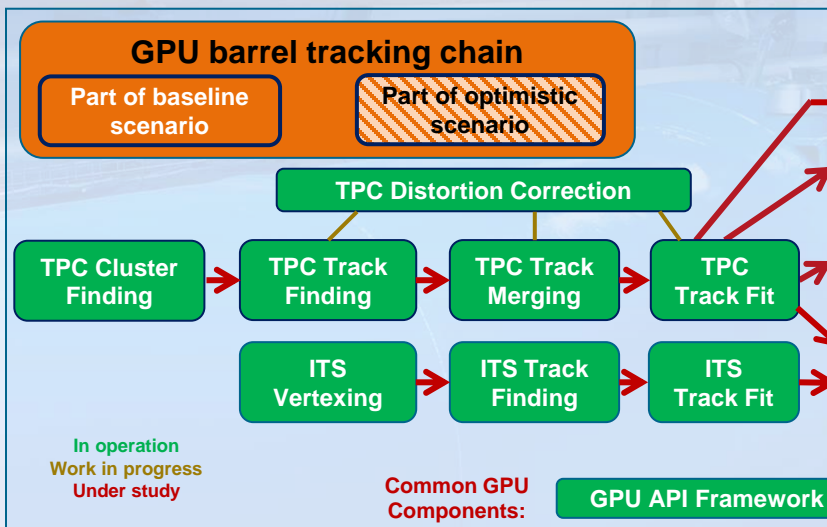 GPU barrel tracking chain
Part of baseline
scenario
Part of optimistic
scenario
TPC Distortion Correction
TPC Cluster
Finding
TPC Track
Finding
TPC Track
Merging
TPC
Track Fit
ITS
Vertexing
ITS Track
Finding
ITS
Track Fit
In operation
Work in progress
Under study
Common GPU
Components:
GPU API Framework